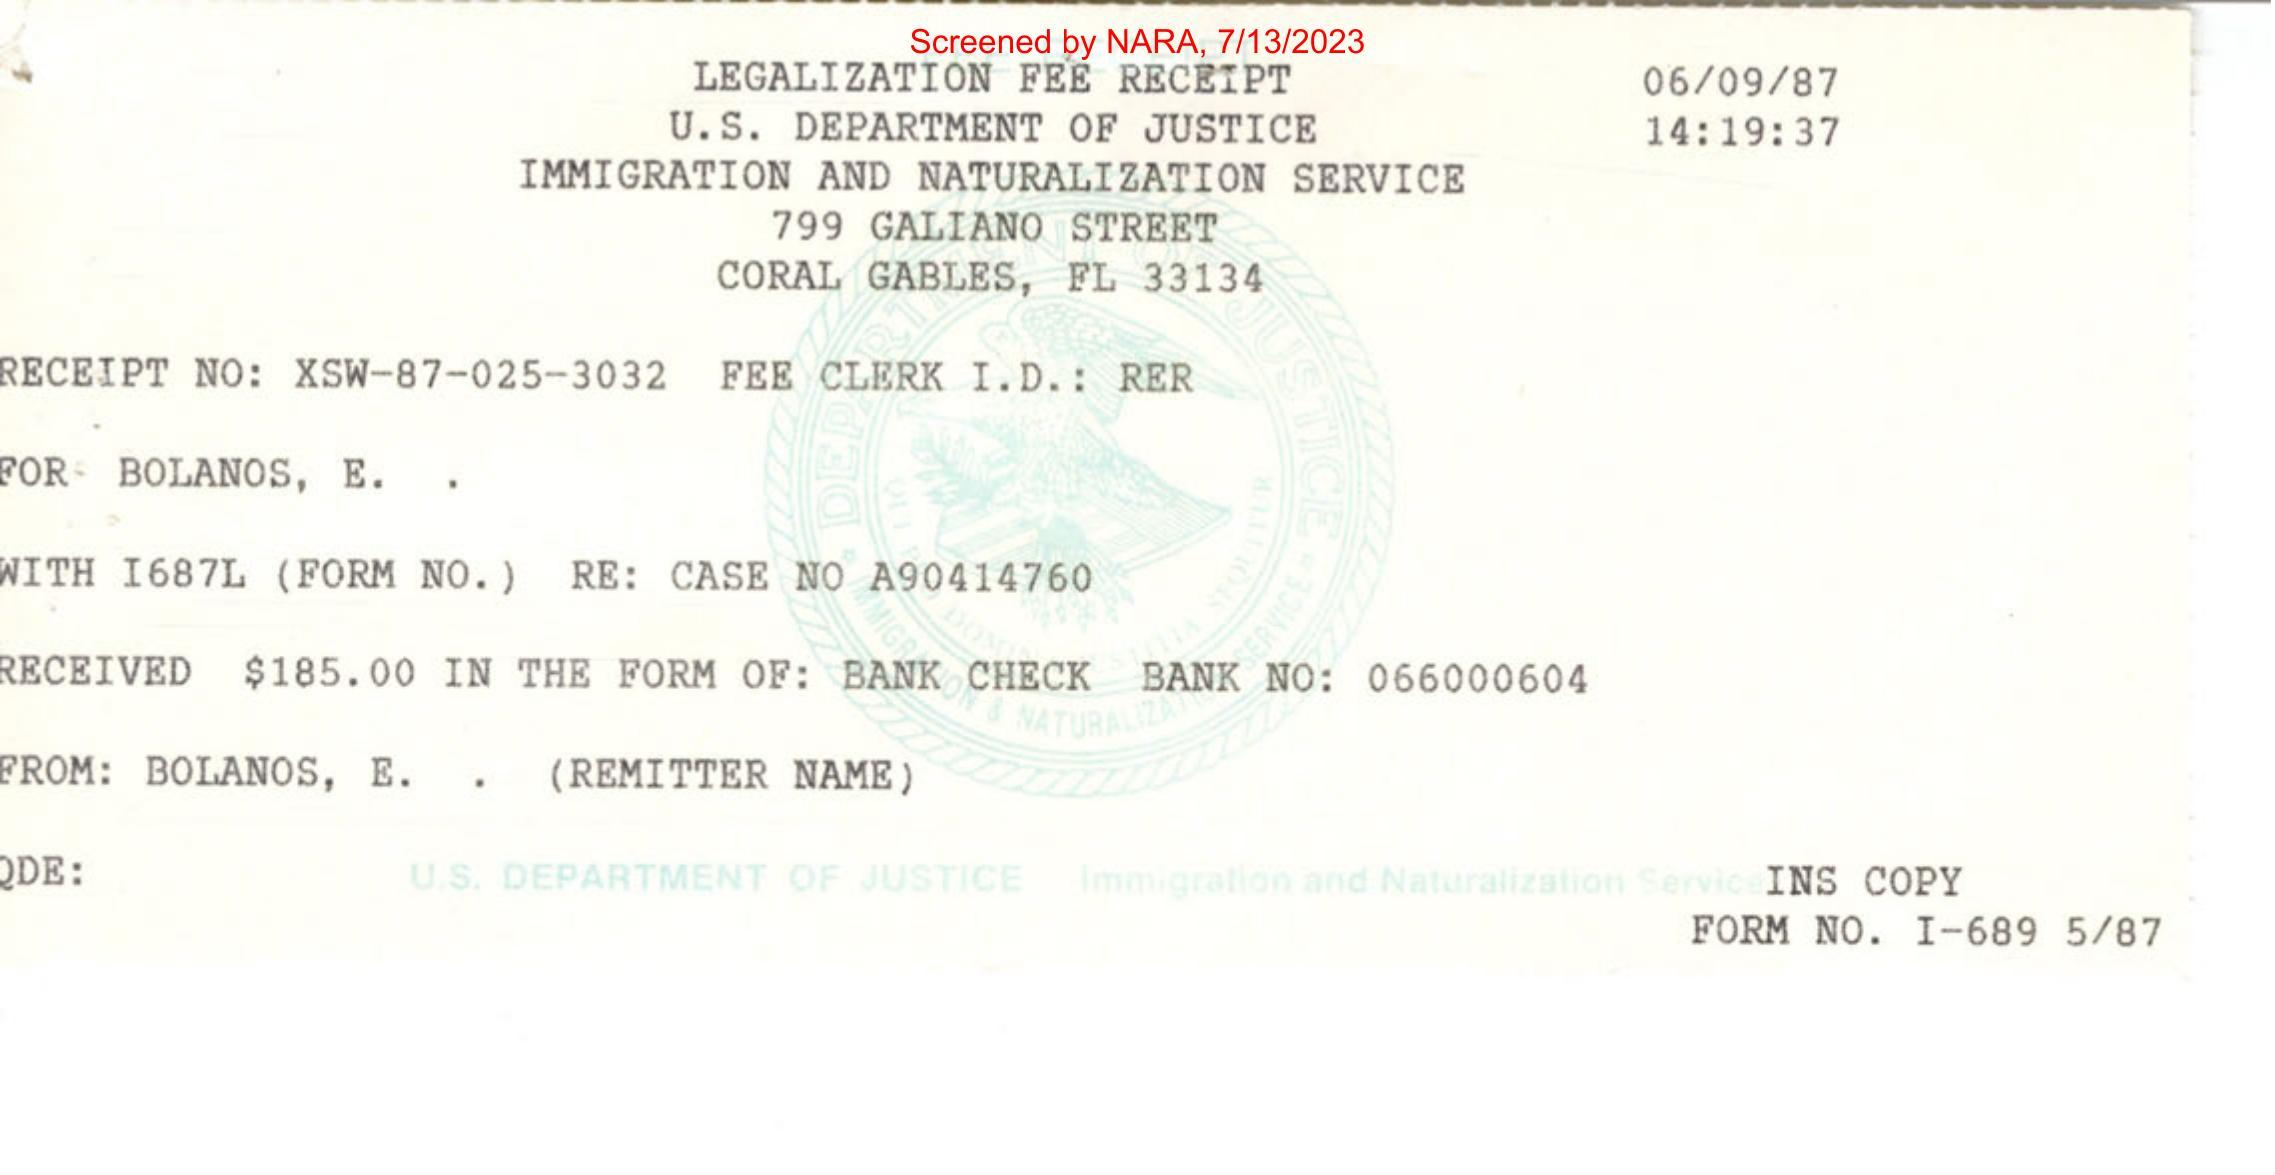 Screened by NARA, 7/13/2023
LEGALIZATION FEE RECEIPT 06/09/87
U.S. DEPARTMENT OF JUSTICE 14:19:37
IMMIGRATION AND NATURALIZATION SERVICE
799 GALIANO STREET
CORAL GABLES, FL 33134
RECEIPT NO: XSW-87-025-3032 FEE CLERK I.D.: RER
FOR BOLANOS, E. .
WITH I687L (FORM NO.) RE: CASE NO A90414760
RECEIVED $185.00 IN THE FORM OF: BANK CHECK BANK NO: 066000604
FROM: BOLANOS, E. . (REMITTER NAME)
QDE:
U.S. DEPARTMENT OF JUSTICE Immigration and Naturalization Service INS COPY
FORM NO. I-689 5/87
DEPARTMENT OF JUSTICE
IMMIGRATION & NATURALIZATION SERVICE
QUI PRO DOMINA JUSTITIA SEQUITUR